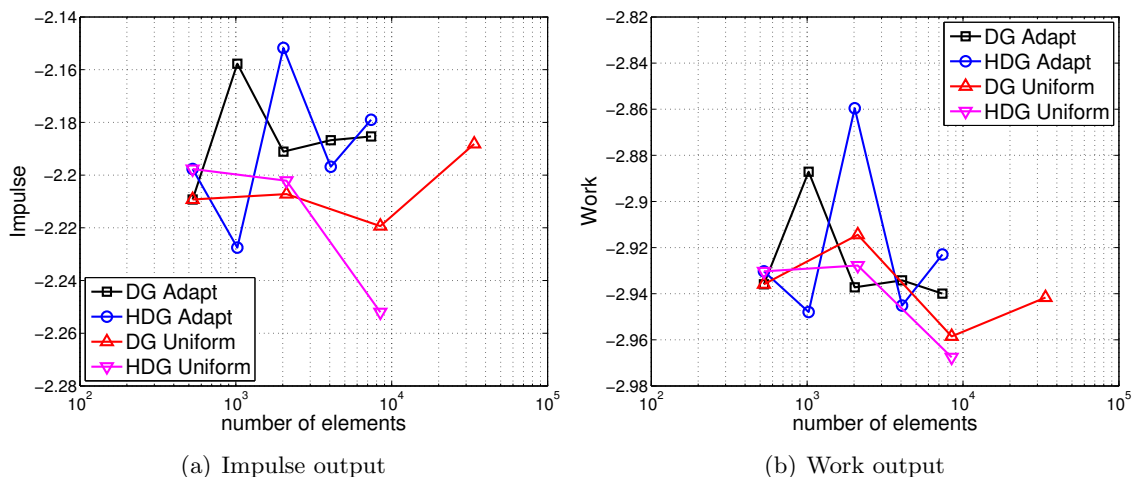 −2.14
−2.16
−2.18
−2.2
−2.22
−2.24
−2.26
−2.28
Impulse
DG Adapt
HDG Adapt
DG Uniform
HDG Uniform
10^2
10^3
10^4
10^5
number of elements
(a) Impulse output
−2.82
−2.84
−2.86
−2.88
−2.9
−2.92
−2.94
−2.96
−2.98
Work
DG Adapt
HDG Adapt
DG Uniform
HDG Uniform
10^2
10^3
10^4
10^5
number of elements
(b) Work output